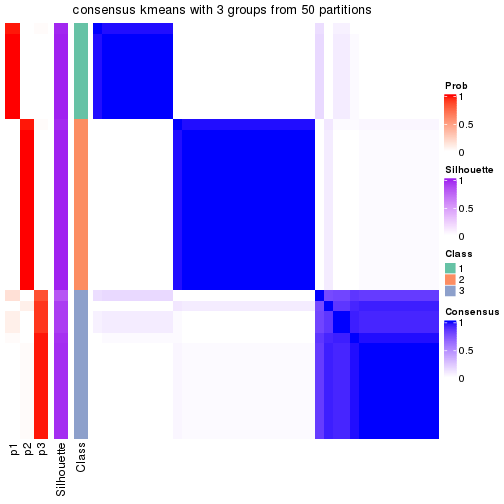 consensus kmeans with 3 groups from 50 partitions
Prob
1
0.5
0
Silhouette
1
0.5
0
Class
1
2
3
Consensus
1
0.5
0
p1
p2
p3
Silhouette
Class